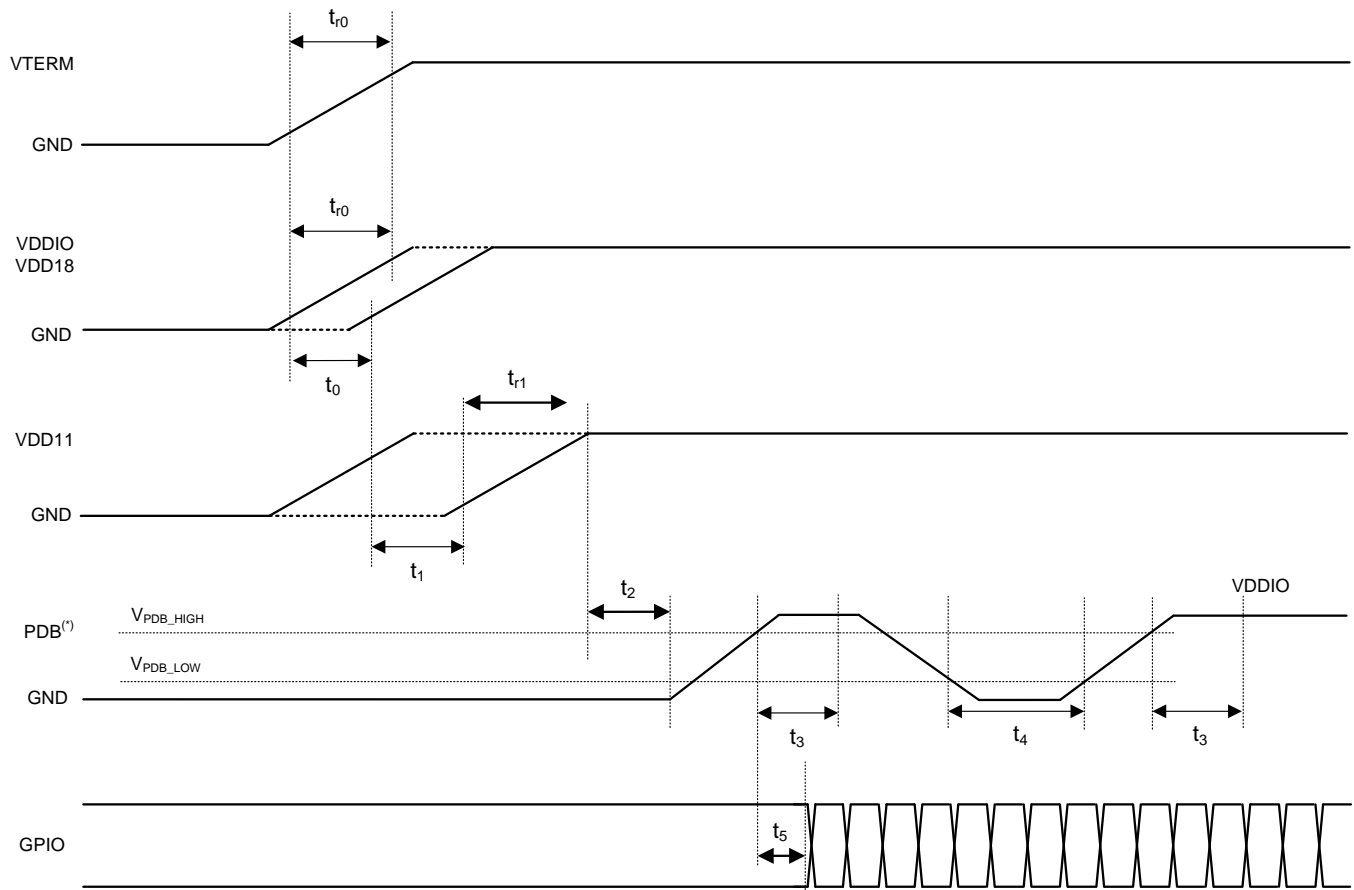 tr0
VTERM
GND
tr0
VDDIO
VDD18
GND
t0
tr1
VDD11
GND
t1
t2
VDDIO
VPDB_HIGH
PDB(*)
VPDB_LOW
GND
t3
t4
t3
t5
GPIO